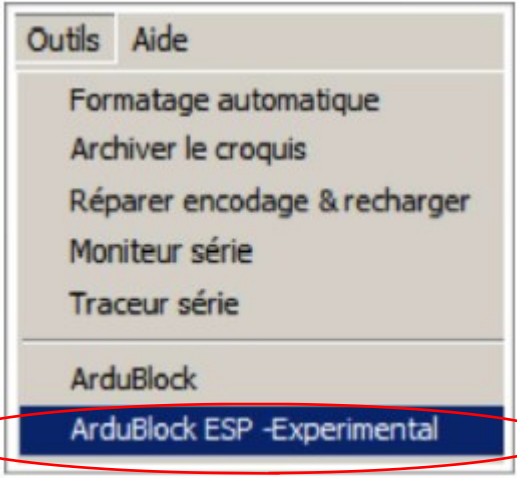 Outils Aide
Formatage automatique
Archiver le croquis
Réparer encodage & recharger
Moniteur série
Traceur série
ArduBlock
ArduBlock ESP -Experimental